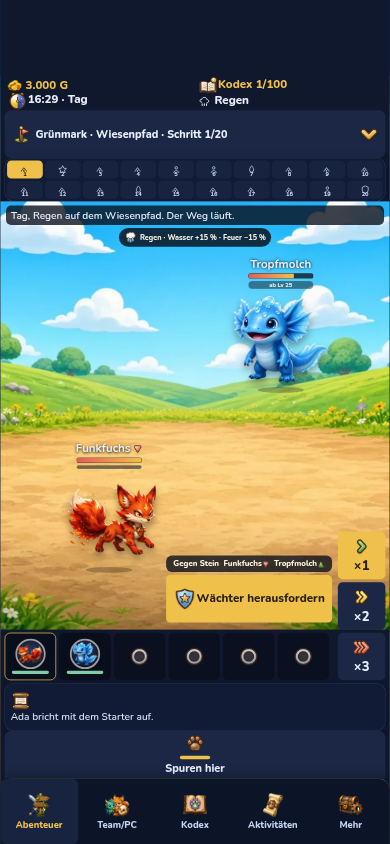 3.000 G
Kodex 1/100
16:29 · Tag
Regen
Grünmark · Wiesenpfad · Schritt 1/20
Tag, Regen auf dem Wiesenpfad. Der Weg läuft.
Regen · Wasser +15 % · Feuer −15 %
Tropfmolch
ab Lv 25
Funkfuchs
Gegen Stein Funkfuchs Tropfmolch
Wächter herausfordern
×1
×2
×3
Ada bricht mit dem Starter auf.
Spuren hier
Abenteuer
Team/PC
Kodex
Aktivitäten
Mehr